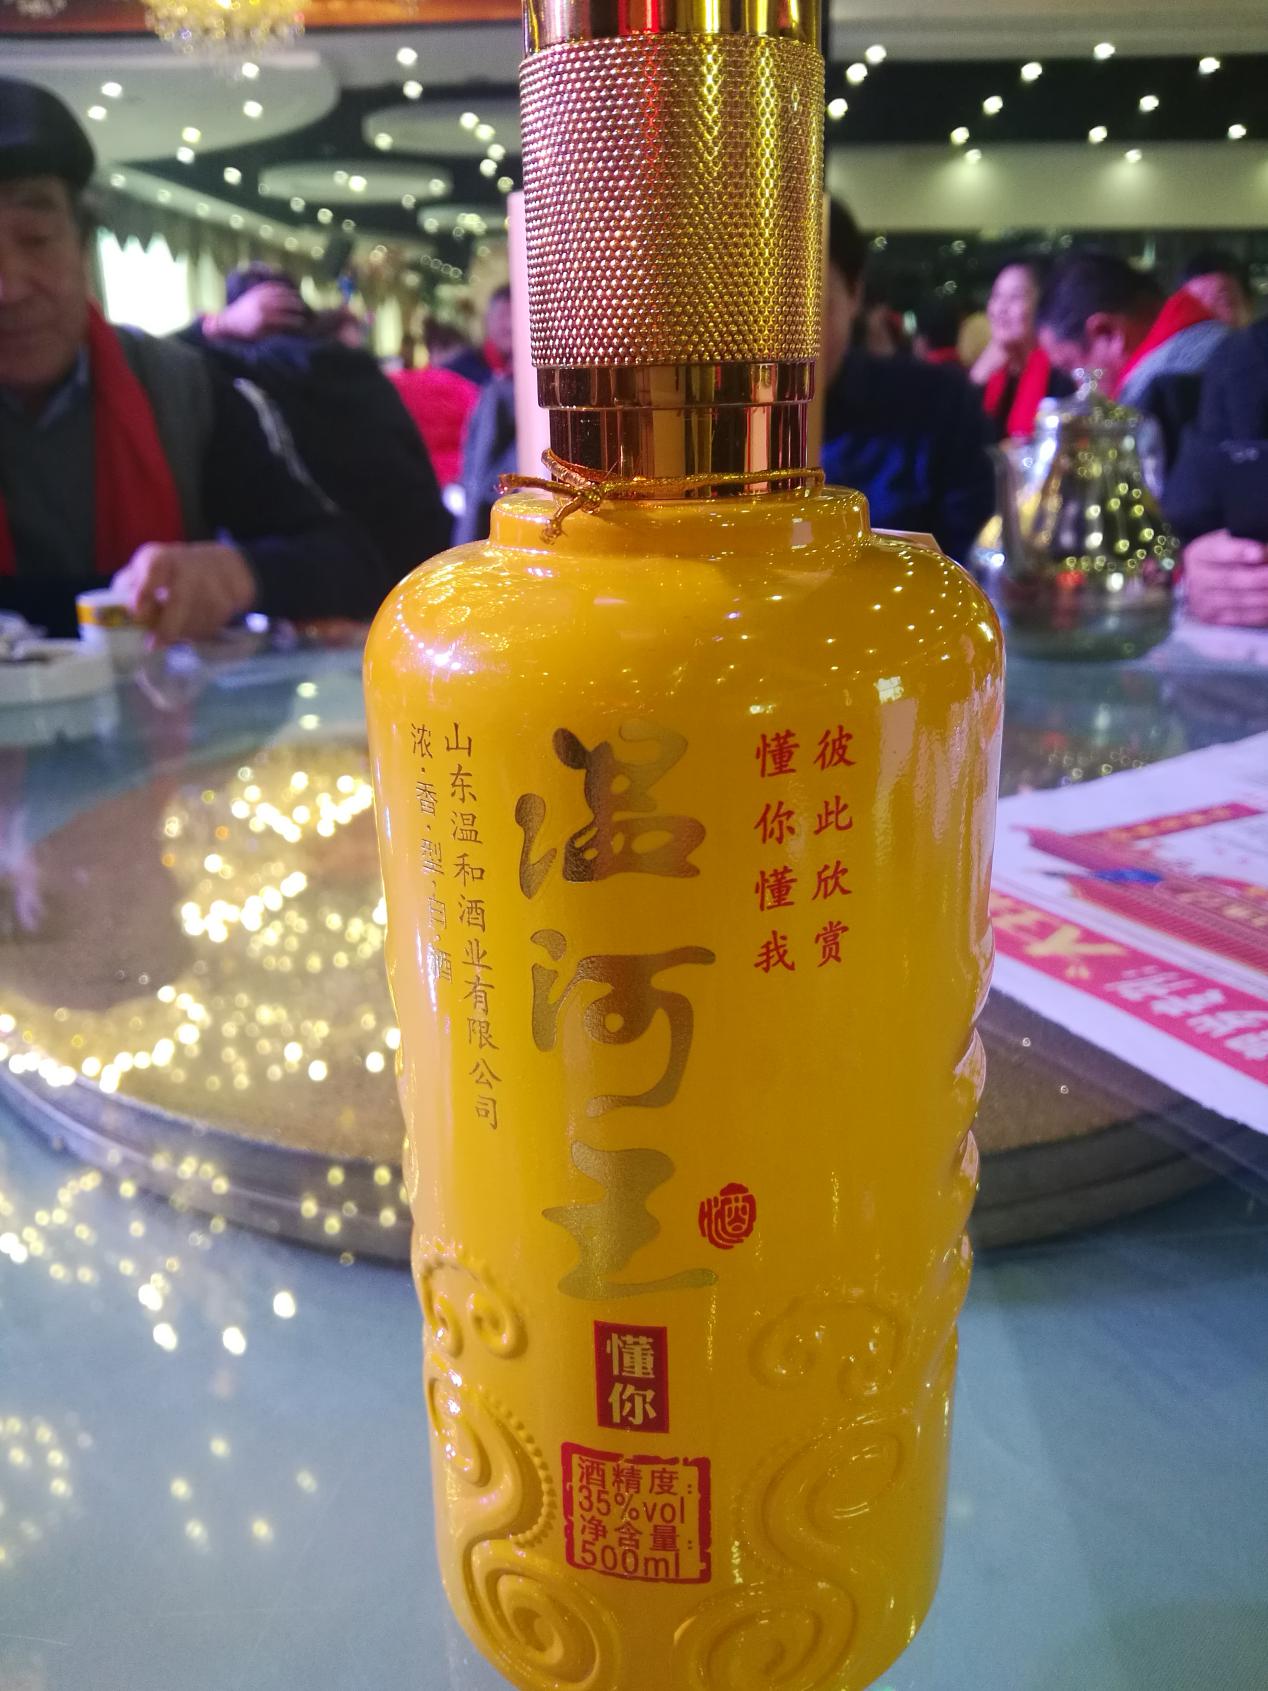 彼此欣赏
懂你懂我
温河王
酒
懂你
酒精度:
35%vol
净含量:
500ml
山东温和酒业有限公司
浓·香·型·白·酒